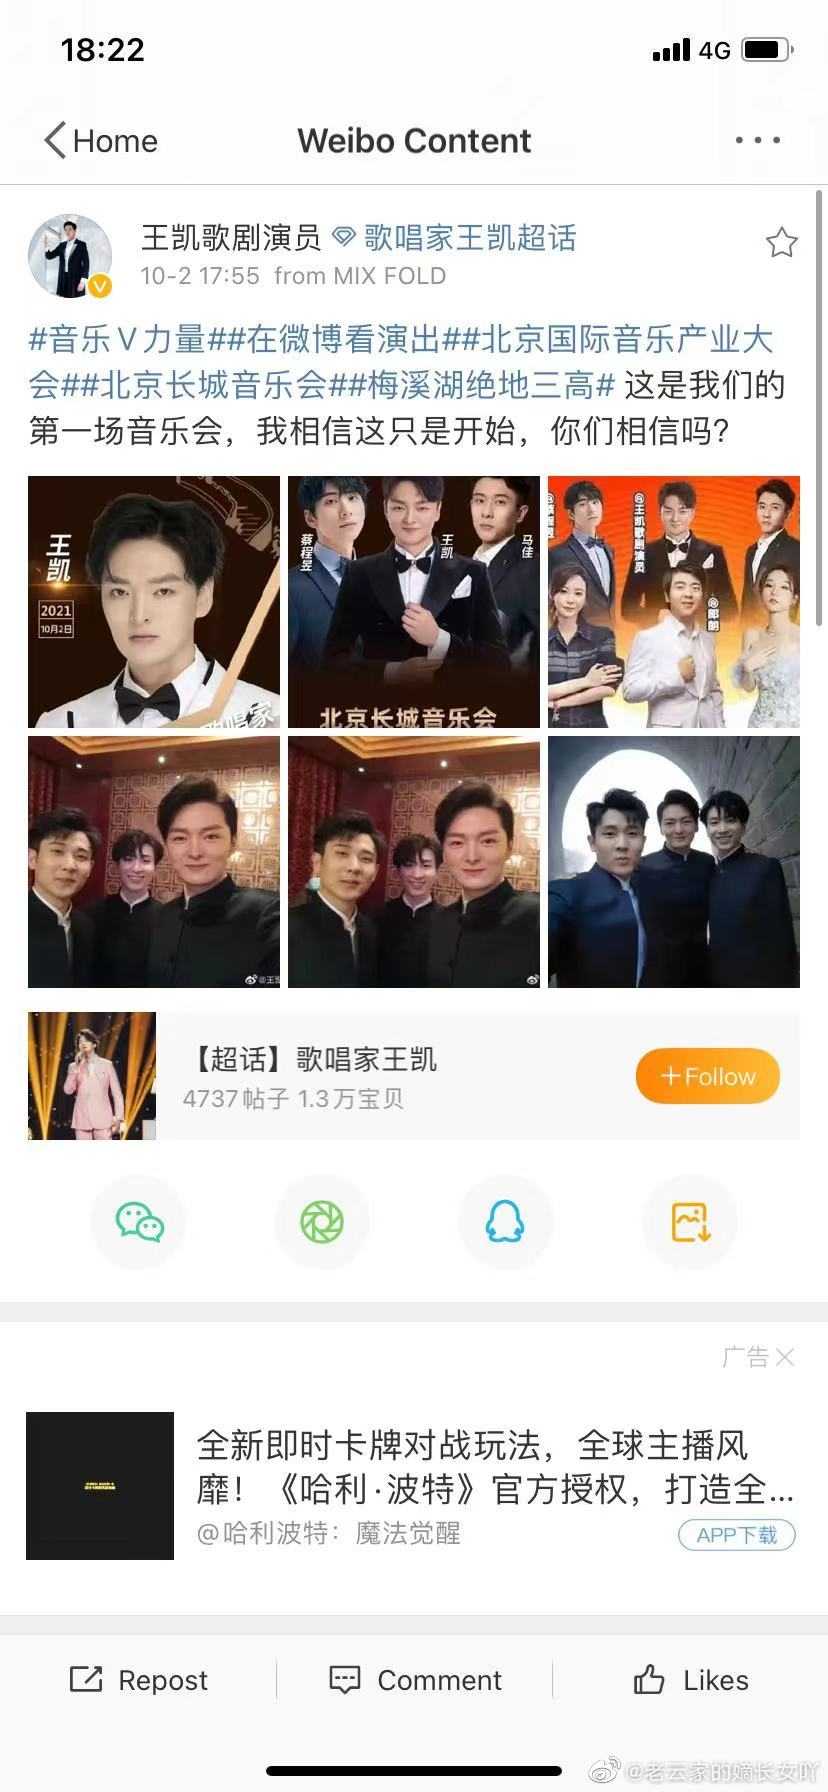 18:22
4G
Home
Weibo Content
王凯歌剧演员 歌唱家王凯超话
10-2 17:55 from MIX FOLD
#音乐V力量##在微博看演出##北京国际音乐产业大
会##北京长城音乐会##梅溪湖绝地三高# 这是我们的
第一场音乐会，我相信这只是开始，你们相信吗？
王凯
2021
10月2日
歌唱家
蔡程昱
王凯
马佳
北京长城音乐会
@王凯歌剧演员
@郎朗
@王凯
【超话】歌唱家王凯
4737帖子 1.3万宝贝
+Follow
广告
全新即时卡牌对战玩法，全球主播风
靡！《哈利·波特》官方授权，打造全...
@哈利波特：魔法觉醒
APP下载
Repost
Comment
Likes
@老云家的嫡长女吖